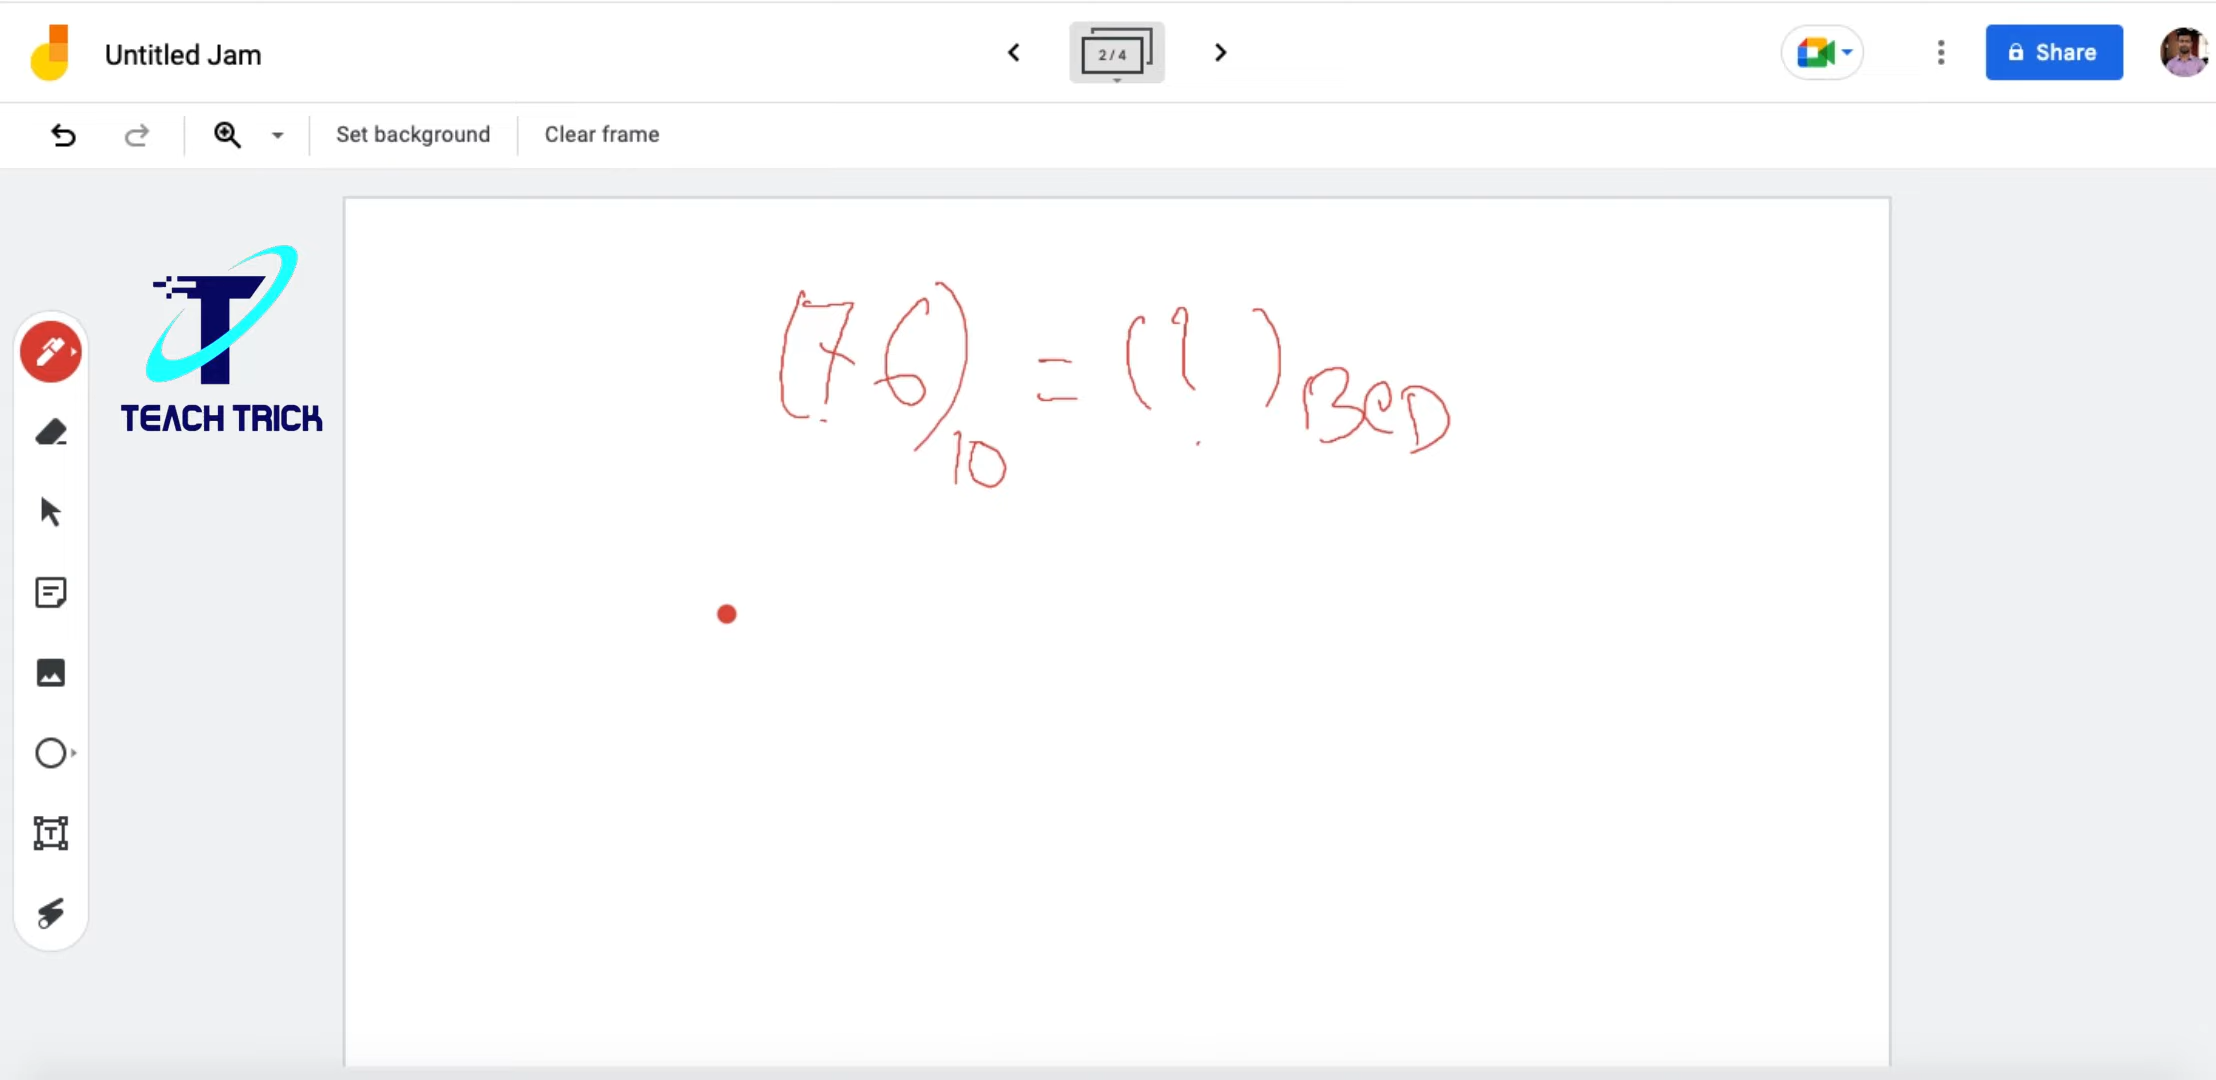 Untitled Jam
2 / 4
Share
Set background
Clear frame
TEACH TRICK
(76)10 = (? )BCD